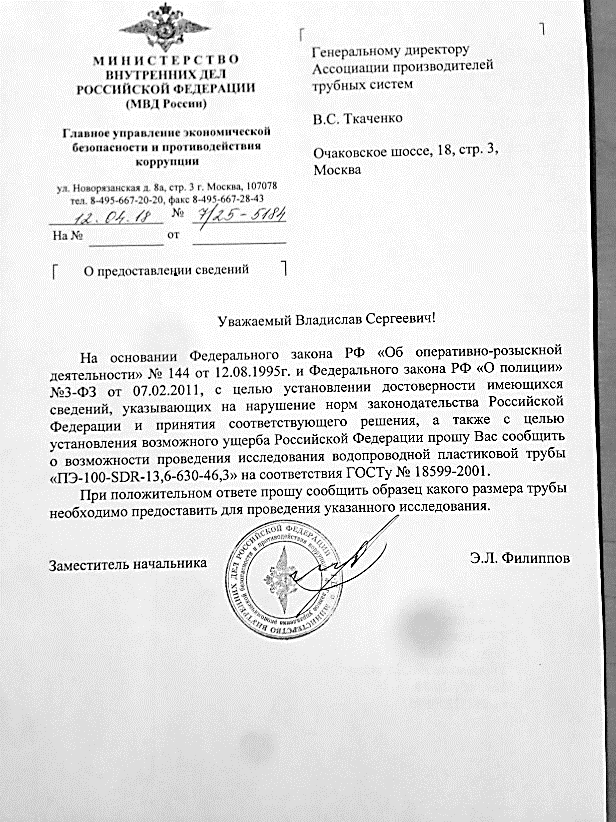 МИНИСТЕРСТВО
ВНУТРЕННИХ ДЕЛ
РОССИЙСКОЙ ФЕДЕРАЦИИ
(МВД России)
Главное управление экономической
безопасности и противодействия
коррупции
ул. Новорязанская д. 8а, стр. 3 г. Москва, 107078
тел. 8-495-667-20-20, факс 8-495-667-28-43
12.04.18 № 7/25-5184
На № от
О предоставлении сведений
Генеральному директору
Ассоциации производителей
трубных систем
В.С. Ткаченко
Очаковское шоссе, 18, стр. 3,
Москва
Уважаемый Владислав Сергеевич!
На основании Федерального закона РФ «Об оперативно-розыскной
деятельности» № 144 от 12.08.1995г. и Федерального закона РФ «О полиции»
№3-ФЗ от 07.02.2011, с целью установлении достоверности имеющихся
сведений, указывающих на нарушение норм законодательства Российской
Федерации и принятия соответствующего решения, а также с целью
установления возможного ущерба Российской Федерации прошу Вас сообщить
о возможности проведения исследования водопроводной пластиковой трубы
«ПЭ-100-SDR-13,6-630-46,3» на соответствия ГОСТу № 18599-2001.
При положительном ответе прошу сообщить образец какого размера трубы
необходимо предоставить для проведения указанного исследования.
Заместитель начальника
Э.Л. Филиппов
МИНИСТЕРСТВО ВНУТРЕННИХ ДЕЛ РОССИЙСКОЙ ФЕДЕРАЦИИ